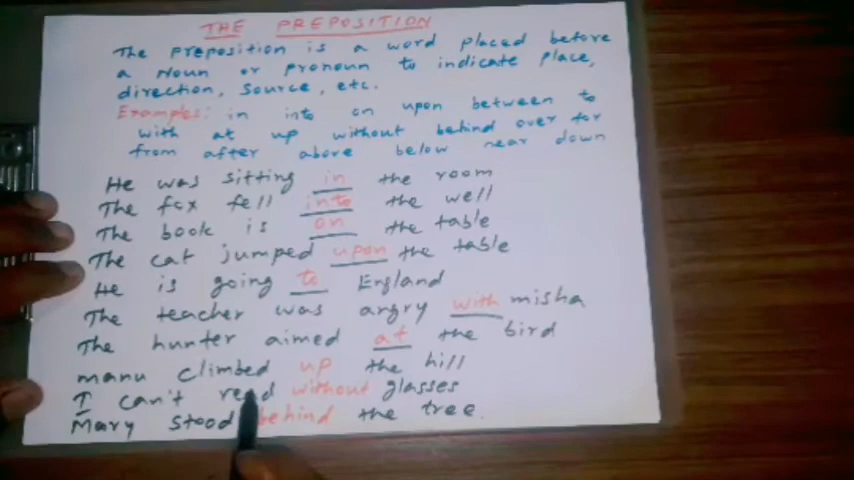 THE PREPOSITION
The preposition is a word placed before
a Noun or pronoun to indicate place,
direction, source, etc.
Examples: in into on upon between to
with at up without behind over for
from after above below near down
He was sitting in the room
The fox fell into the well
The book is on the table
The cat jumped upon the table
He is going to England
The teacher was angry with misha
The hunter aimed at the bird
manu climbed up the hill
I can't read without glasses
Mary stood behind the tree.